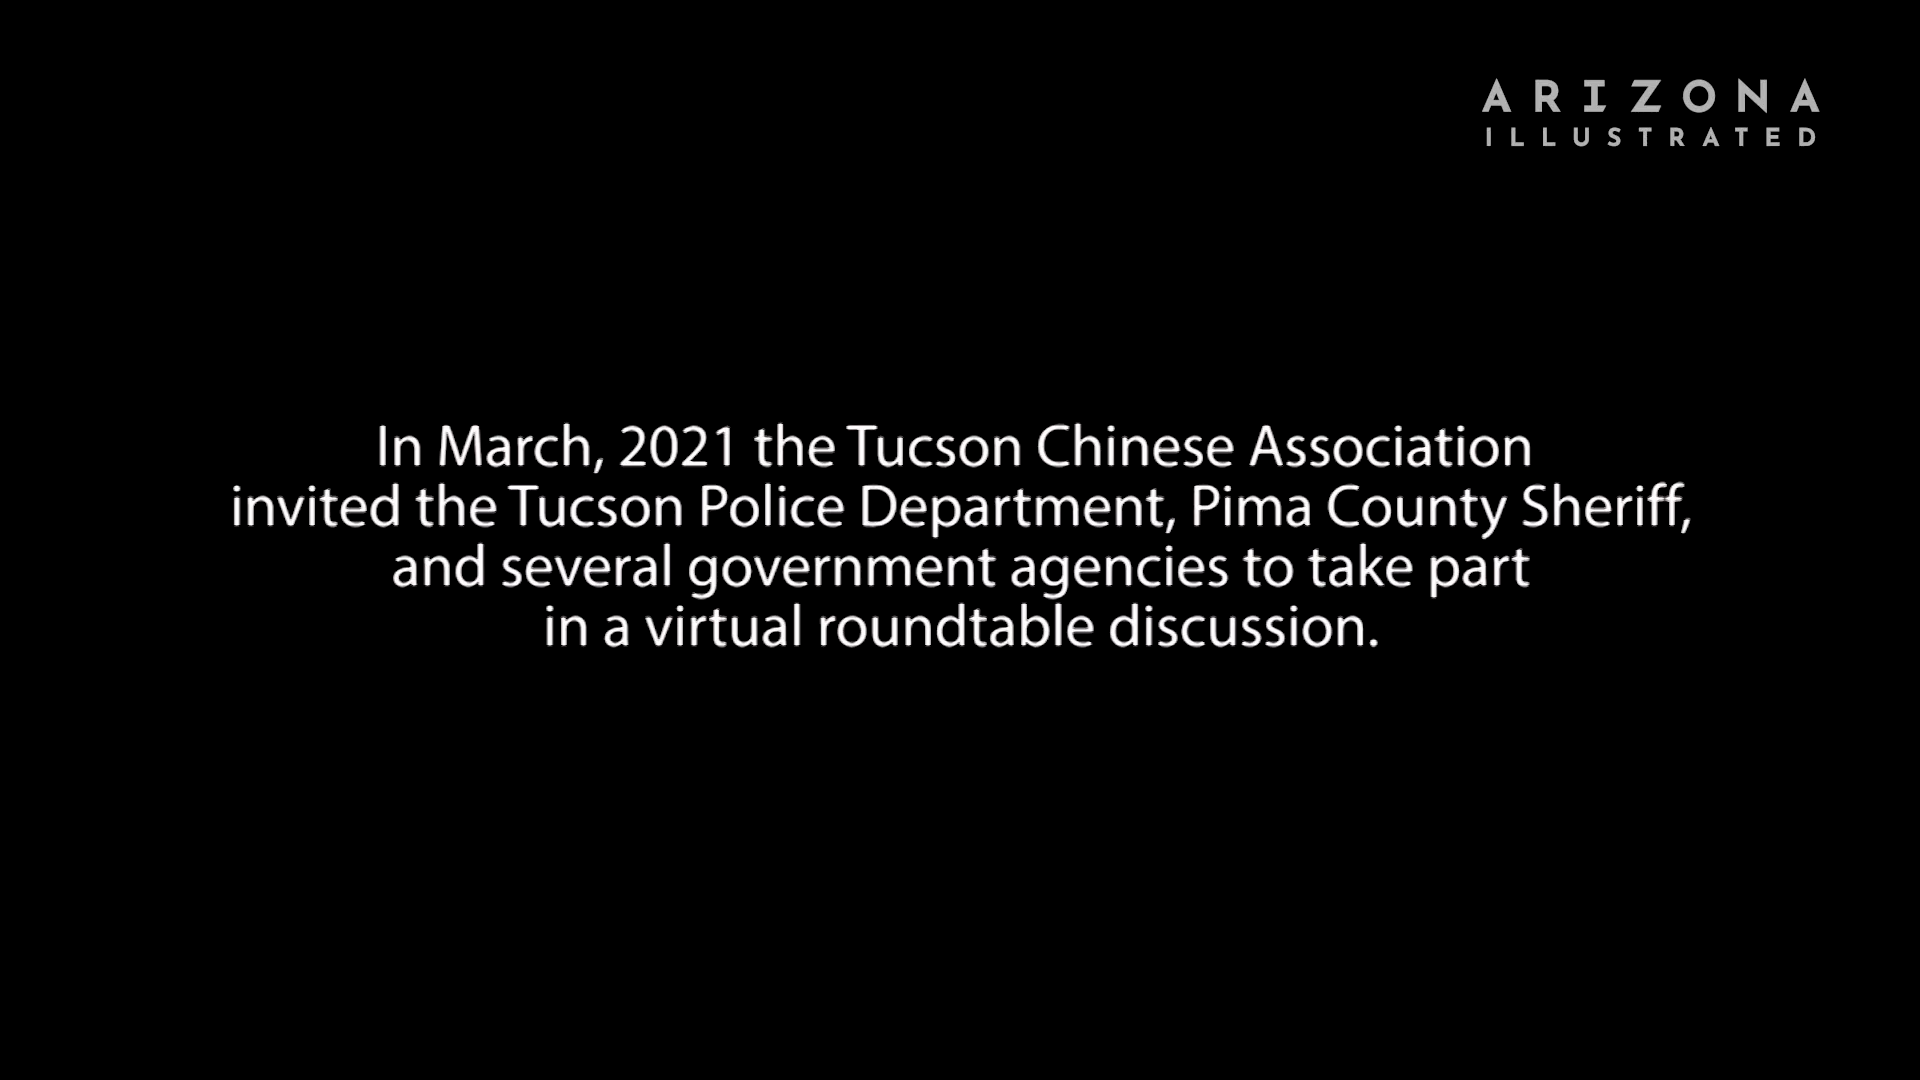 ARIZONA
ILLUSTRATED
In March, 2021 the Tucson Chinese Association
invited the Tucson Police Department, Pima County Sheriff,
and several government agencies to take part
in a virtual roundtable discussion.